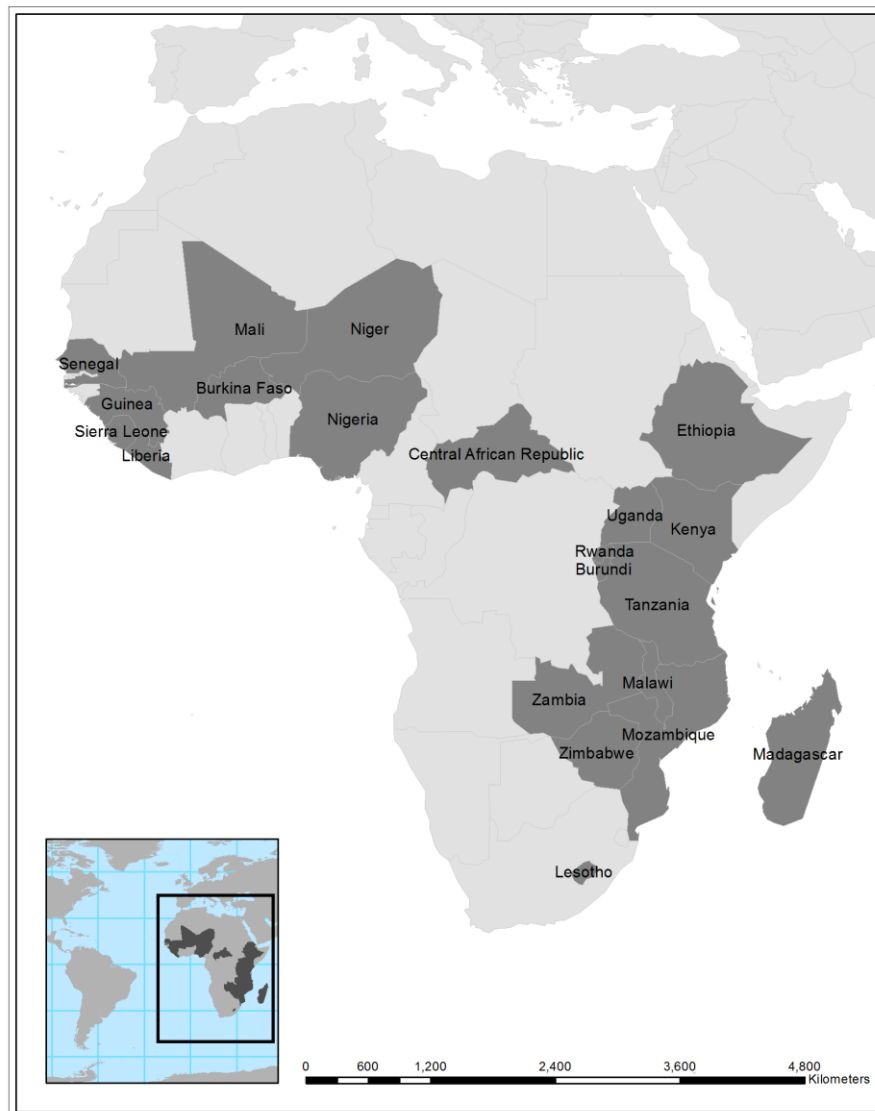 Mali
Niger
Senegal
Burkina Faso
Guinea
Nigeria
Sierra Leone
Liberia
Central African Republic
Ethiopia
Uganda
Kenya
Rwanda
Burundi
Tanzania
Malawi
Zambia
Mozambique
Zimbabwe
Madagascar
Lesotho
0 600 1,200 2,400 3,600 4,800
Kilometers